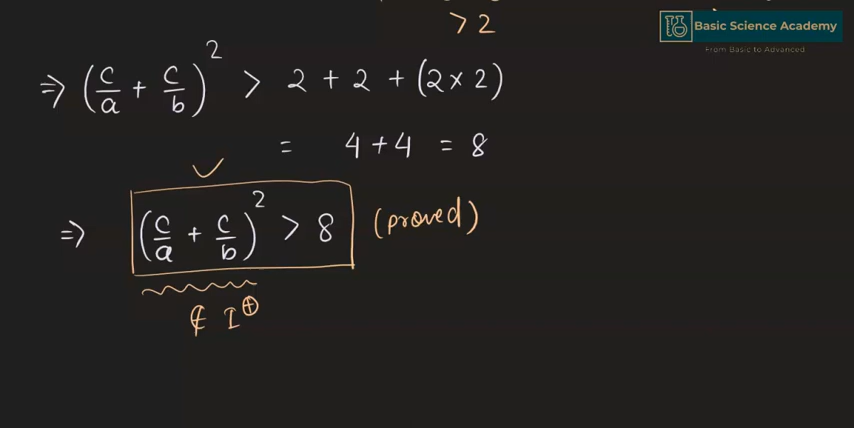 > 2
Basic Science Academy
From Basic to Advanced
⇒ (c/a + c/b)² > 2 + 2 + (2 × 2)
= 4 + 4 = 8
✓
⇒ (c/a + c/b)² > 8 (proved)
∉ I⊕